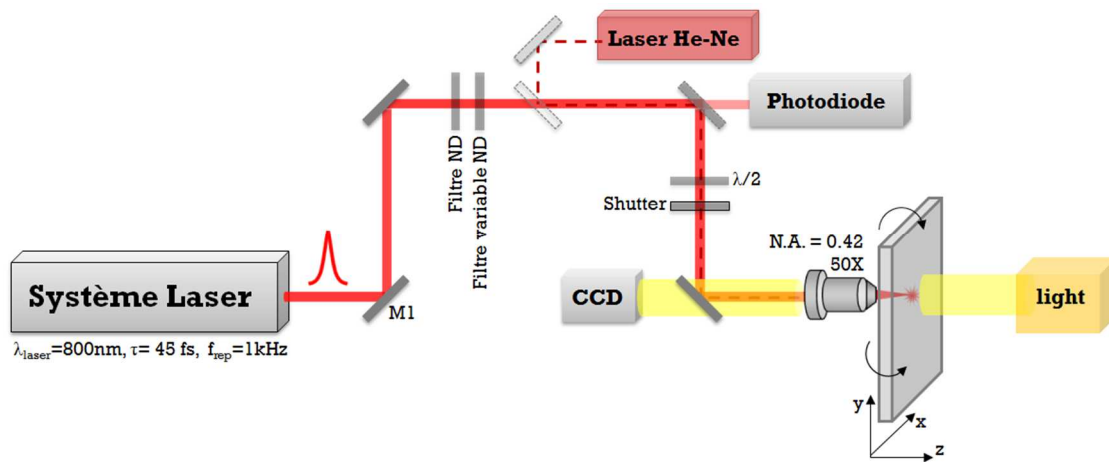 Laser He-Ne
Photodiode
Filtre ND
Filtre variable ND
λ/2
Shutter
N.A. = 0.42
50X
Système Laser
M1
CCD
light
λlaser=800nm, τ= 45 fs, frep=1kHz
y
x
z